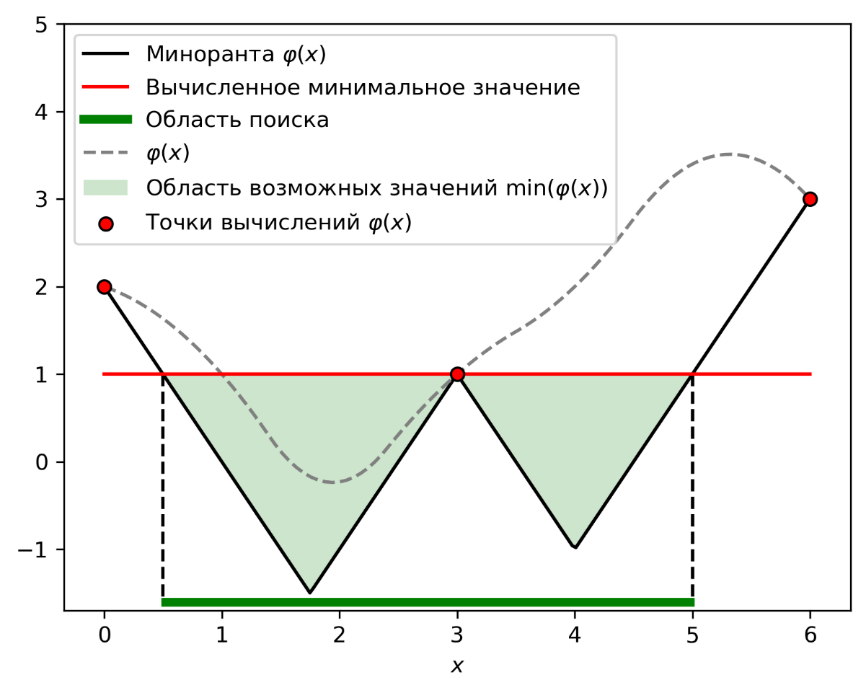 5
4
3
2
1
0
−1
Миноранта φ(x)
Вычисленное минимальное значение
Область поиска
φ(x)
Область возможных значений min(φ(x))
Точки вычислений φ(x)
0 1 2 3 4 5 6
x